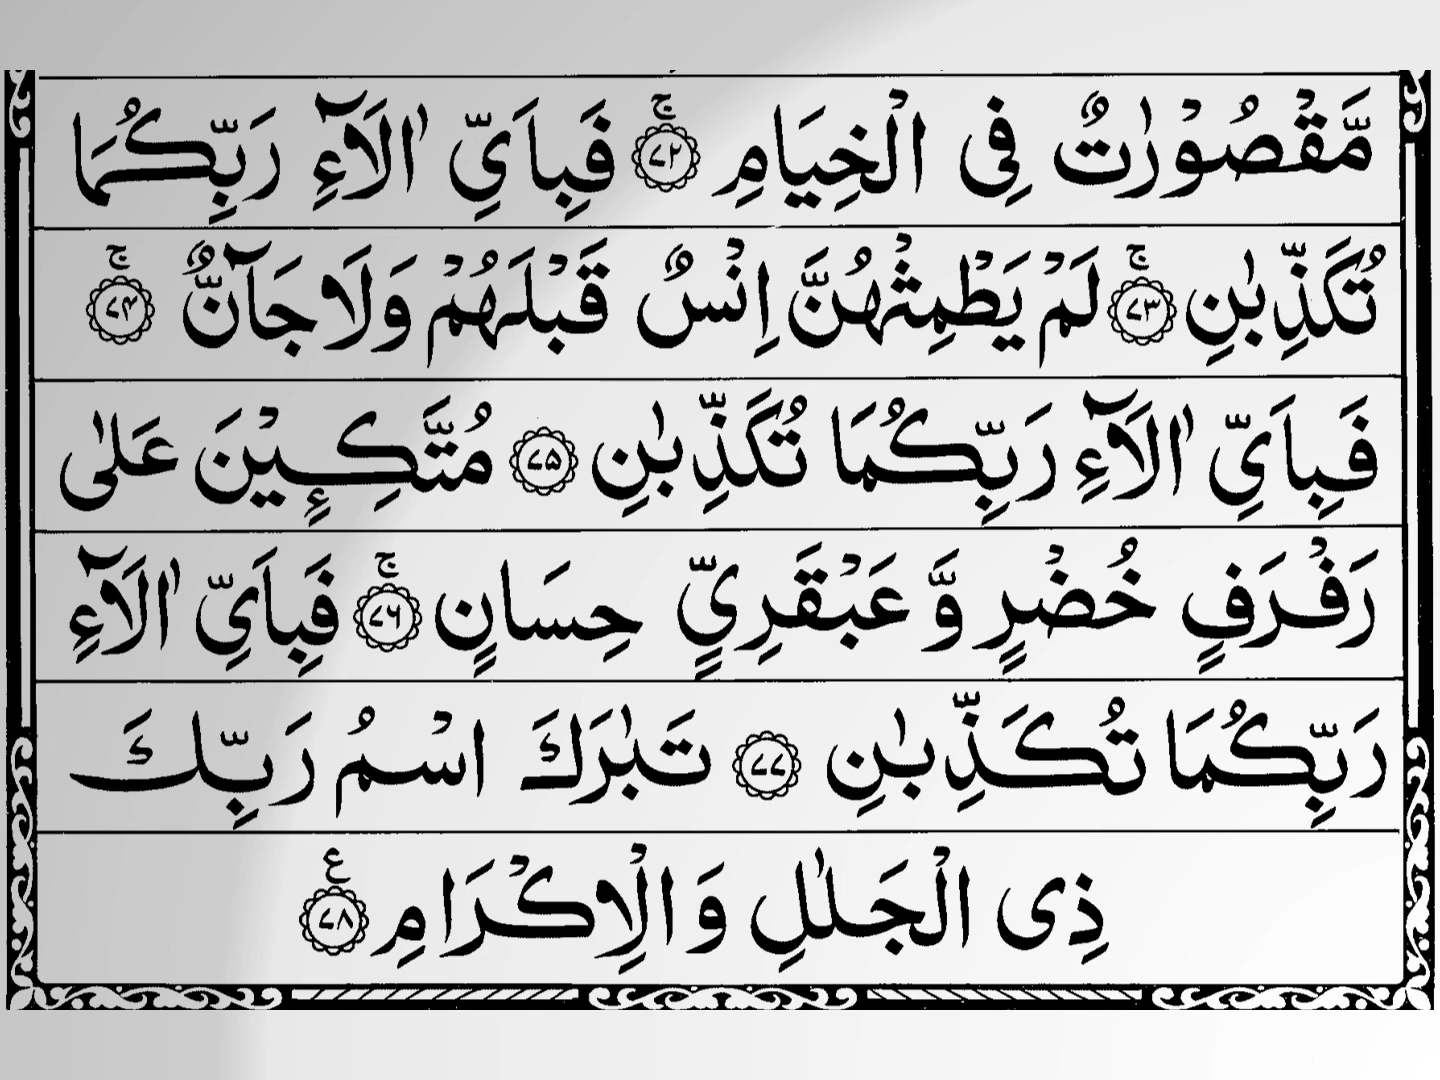 مَّقْصُوْرٰتٌ فِی الْخِیَامِ ۚ﴿۷۲﴾ فَبِاَیِّ اٰلَآءِ رَبِّكُمَا
تُكَذِّبٰنِ ۚ﴿۷۳﴾ لَمْ یَطْمِثْهُنَّ اِنْسٌ قَبْلَهُمْ وَلَا جَآنٌّ ۚ﴿۷۴﴾
فَبِاَیِّ اٰلَآءِ رَبِّكُمَا تُكَذِّبٰنِ ﴿۷۵﴾ مُتَّكِـِٕیْنَ عَلٰی
رَفْرَفٍ خُضْرٍ وَّ عَبْقَرِیٍّ حِسَانٍ ۚ﴿۷۶﴾ فَبِاَیِّ اٰلَآءِ
رَبِّكُمَا تُكَذِّبٰنِ ﴿۷۷﴾ تَبٰرَكَ اسْمُ رَبِّكَ
ذِی الْجَلٰلِ وَ الْاِكْرَامِ ﴿۷۸﴾ ع